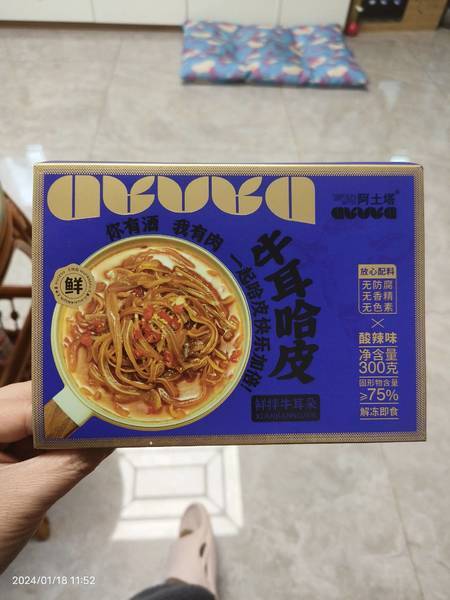 阿土塔
你有酒 我有肉
一起哈皮快乐加倍!
牛耳哈皮
鲜
鲜拌牛耳朵
放心配料
无防腐
无香精
无色素
×
酸辣味
净含量
300克
固形物含量
≥75%
解冻即食
2024/01/18 11:52